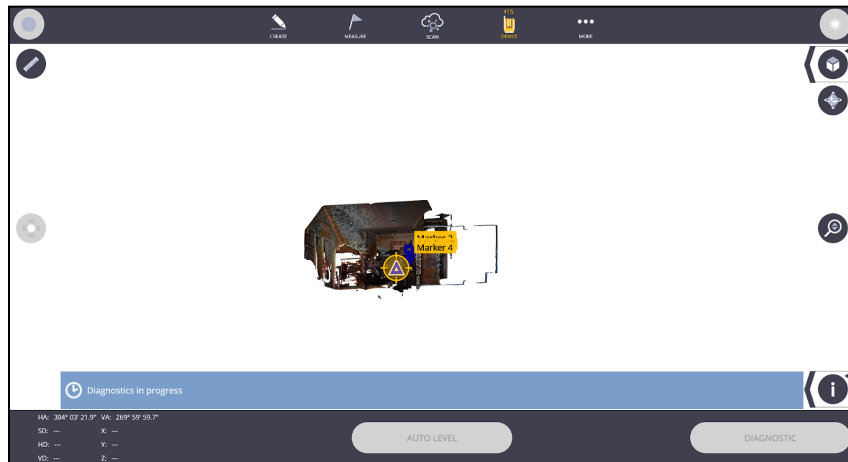 #15
CREATE
MEASURE
SCAN
DEVICE
MORE
Marker 4
Diagnostics in progress
HA: 304° 03' 21.9" VA: 269° 59' 59.7"
SD: --- X: ---
HD: --- Y: ---
VD: --- Z: ---
AUTO LEVEL
DIAGNOSTIC